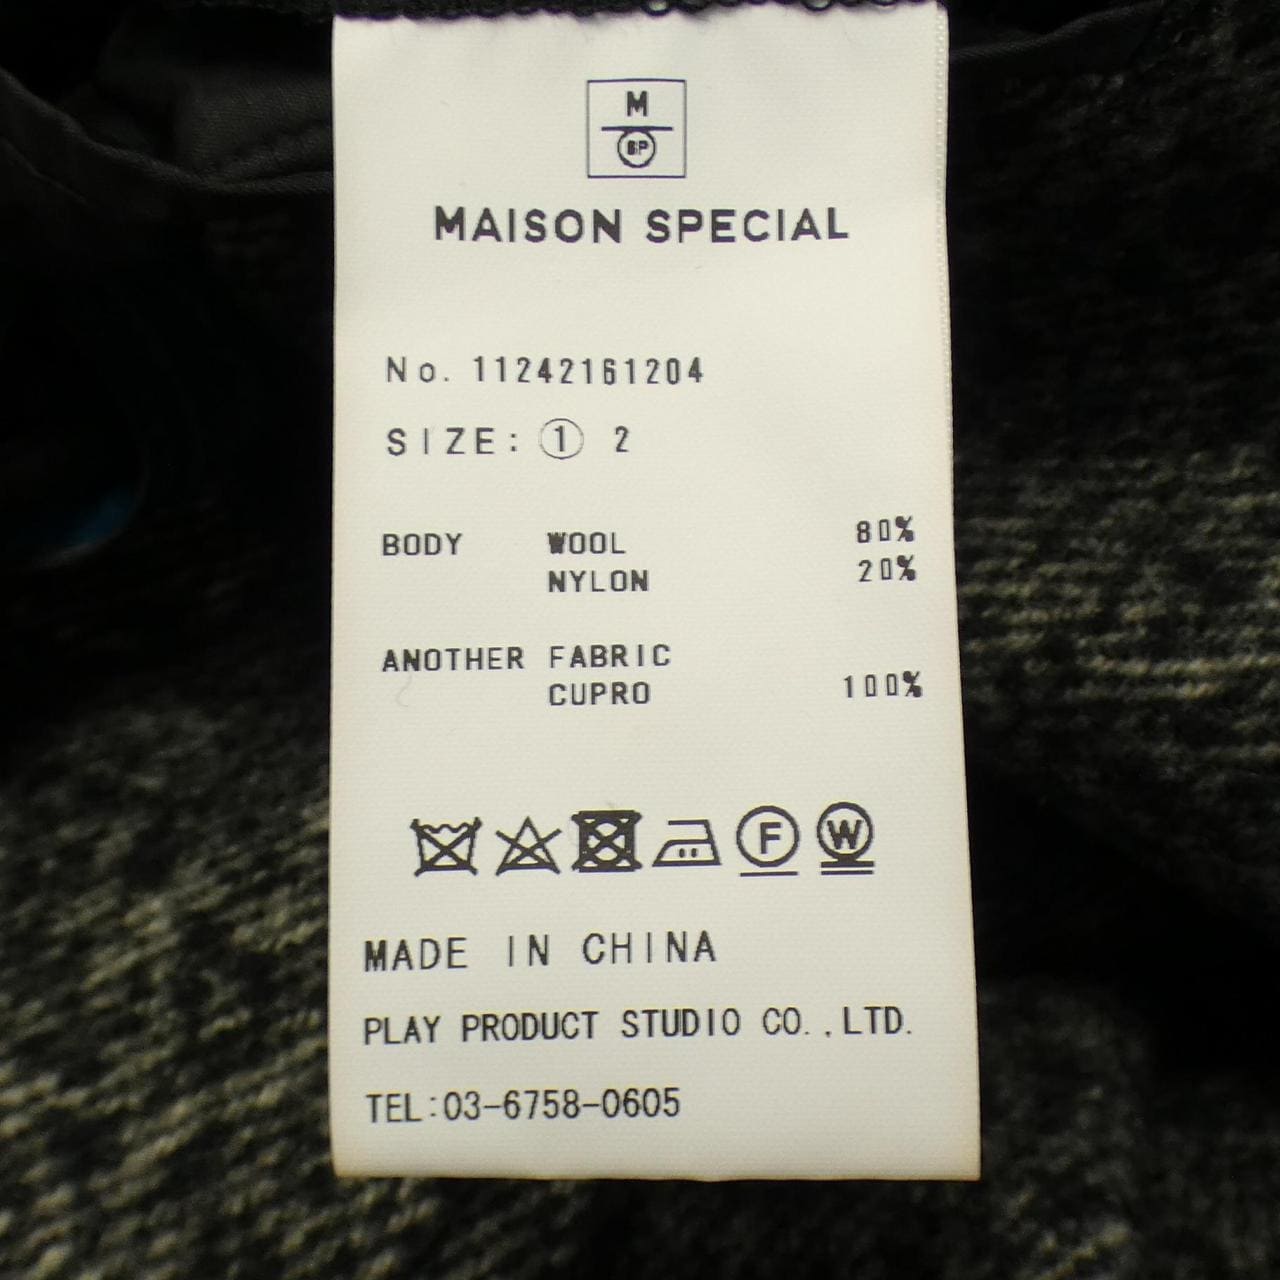 M
SP
MAISON SPECIAL
No. 11242161204
SIZE: ① 2
BODY WOOL 80%
NYLON 20%
ANOTHER FABRIC
CUPRO 100%
F W
MADE IN CHINA
PLAY PRODUCT STUDIO CO.,LTD.
TEL:03-6758-0605